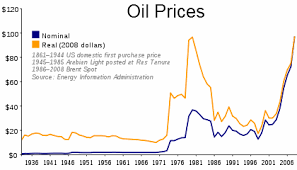 Oil Prices
$120
Nominal
Real (2008 dollars)
$100
1861-1944 US domestic first purchase price
1945-1985 Arabian Light posted at Ras Tanura
1986-2008 Brent Spot
Source: Energy Information Administration
$80
$60
$40
$20
$0
1936 1941 1946 1951 1956 1961 1966 1971 1976 1981 1986 1991 1996 2001 2006